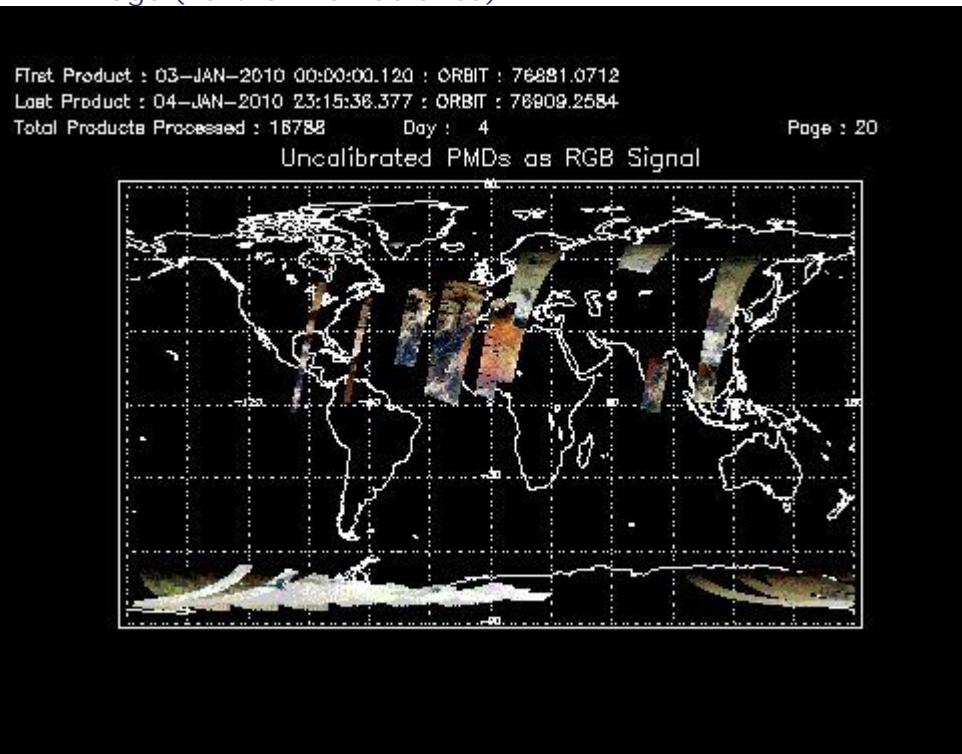 First Product : 03-JAN-2010 00:00:00.120 : ORBIT : 76881.0712
Last Product : 04-JAN-2010 23:15:36.377 : ORBIT : 76909.2584
Total Products Processed : 16788 Day : 4 Page : 20
Uncalibrated PMDs as RGB Signal